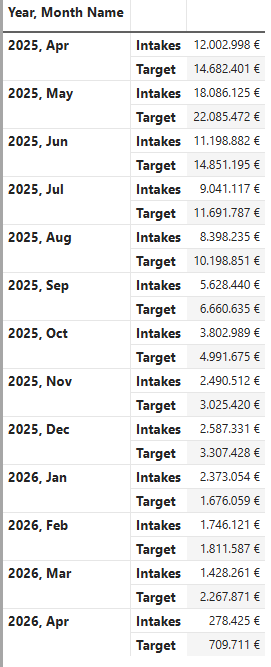 Year, Month Name
2025, Apr Intakes 12.002.998 €
Target 14.682.401 €
2025, May Intakes 18.086.125 €
Target 22.085.472 €
2025, Jun Intakes 11.198.882 €
Target 14.851.195 €
2025, Jul Intakes 9.041.117 €
Target 11.691.787 €
2025, Aug Intakes 8.398.235 €
Target 10.198.851 €
2025, Sep Intakes 5.628.440 €
Target 6.660.635 €
2025, Oct Intakes 3.802.989 €
Target 4.991.675 €
2025, Nov Intakes 2.490.512 €
Target 3.025.420 €
2025, Dec Intakes 2.587.331 €
Target 3.307.428 €
2026, Jan Intakes 2.373.054 €
Target 1.676.059 €
2026, Feb Intakes 1.746.121 €
Target 1.811.587 €
2026, Mar Intakes 1.428.261 €
Target 2.267.871 €
2026, Apr Intakes 278.425 €
Target 709.711 €